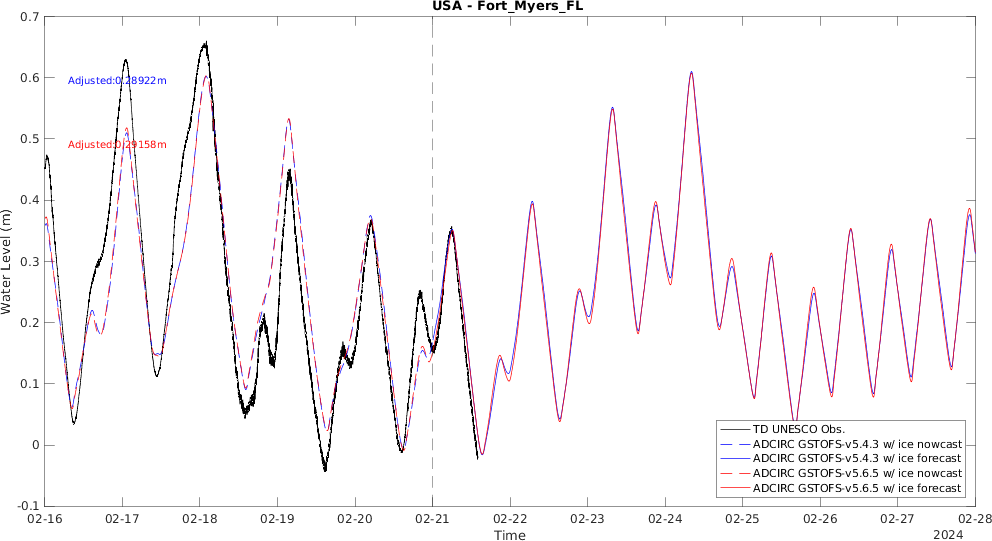 USA - Fort_Myers_FL
0.7
0.6
0.5
0.4
0.3
0.2
0.1
0
-0.1
Water Level (m)
Adjusted:0.28922m
Adjusted:0.29158m
TD UNESCO Obs.
ADCIRC GSTOFS-v5.4.3 w/ ice nowcast
ADCIRC GSTOFS-v5.4.3 w/ ice forecast
ADCIRC GSTOFS-v5.6.5 w/ ice nowcast
ADCIRC GSTOFS-v5.6.5 w/ ice forecast
02-16 02-17 02-18 02-19 02-20 02-21 02-22 02-23 02-24 02-25 02-26 02-27 02-28
Time
2024